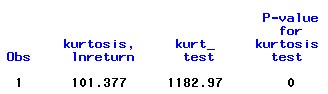 P-value
for
kurtosis, kurt_ kurtosis
Obs lnreturn test test
1 101.377 1182.97 0